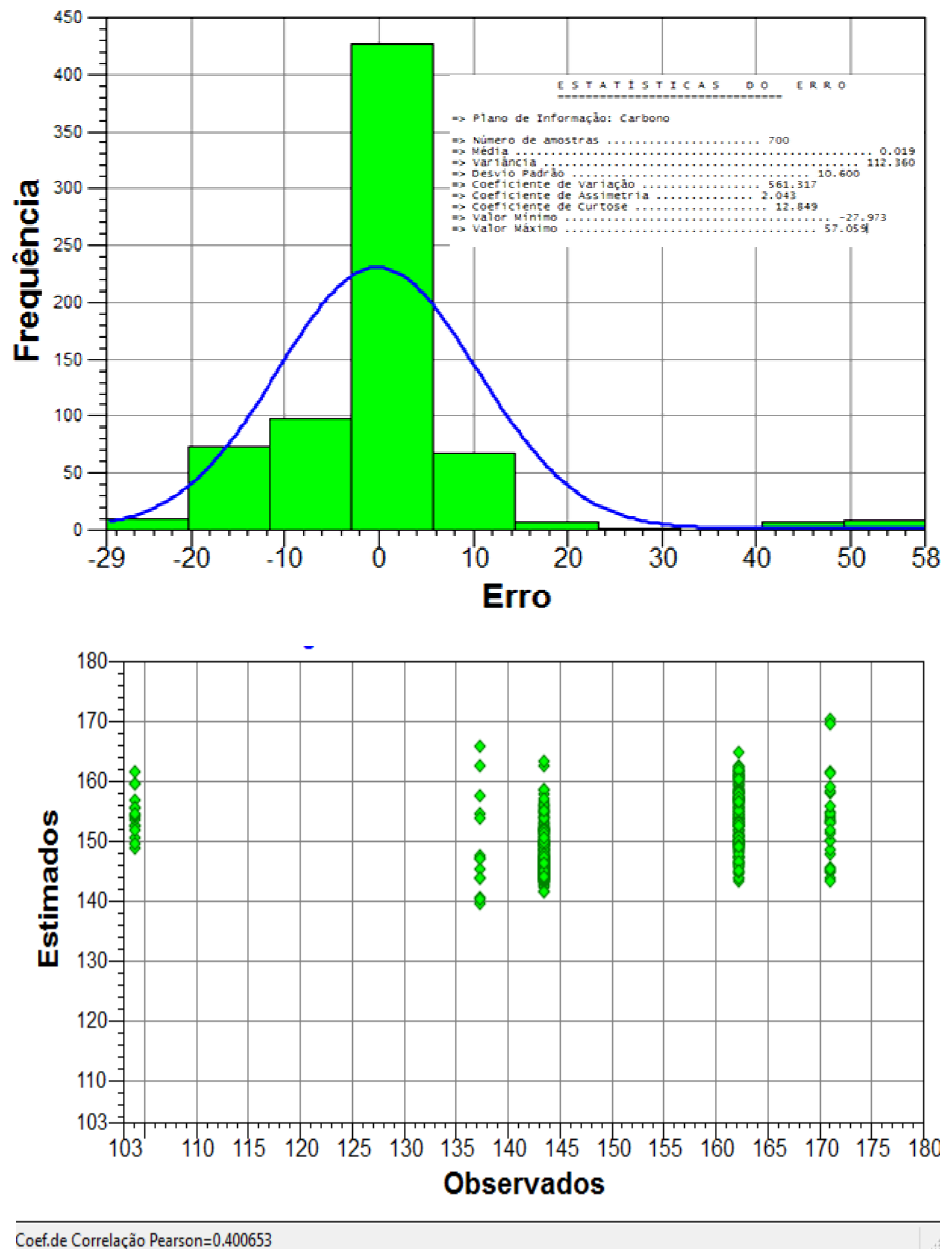 450
400
350
300
250
200
150
100
50
0
Frequência
E S T A T Í S T I C A S D O E R R O
================================
=> Plano de Informação: Carbono
=> Número de amostras ...................... 700
=> Média .................................................... 0.019
=> Variância ................................................. 112.360
=> Desvio Padrão ...................................... 10.600
=> Coeficiente de Variação ................. 561.317
=> Coeficiente de Assimetria .............. 2.043
=> Coeficiente de Curtose ................... 12.849
=> Valor Mínimo ...................................... -27.973
=> Valor Máximo .................................... 57.059
-29 -20 -10 0 10 20 30 40 50 58
Erro
180
170
160
150
140
130
120
110
103
Estimados
103 110 115 120 125 130 135 140 145 150 155 160 165 170 175 180
Observados
Coef.de Correlação Pearson=0.400653